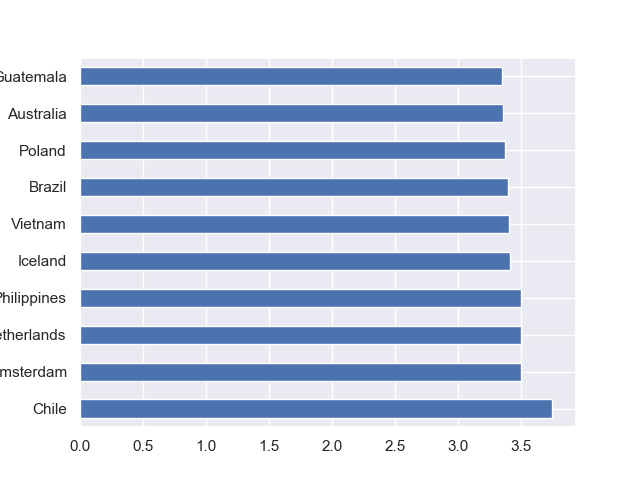 Guatemala
Australia
Poland
Brazil
Vietnam
Iceland
Philippines
etherlands
msterdam
Chile
0.0 0.5 1.0 1.5 2.0 2.5 3.0 3.5